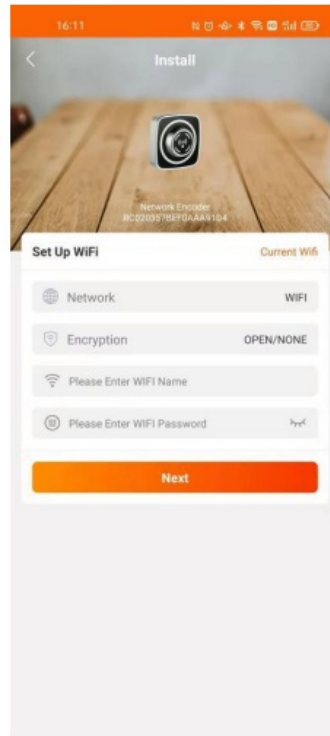 16:11
Install
Network Encoder
Set Up WiFi
Current Wifi
Network
WIFI
Encryption
OPEN/NONE
Please Enter WIFI Name
Please Enter WIFI Password
Next